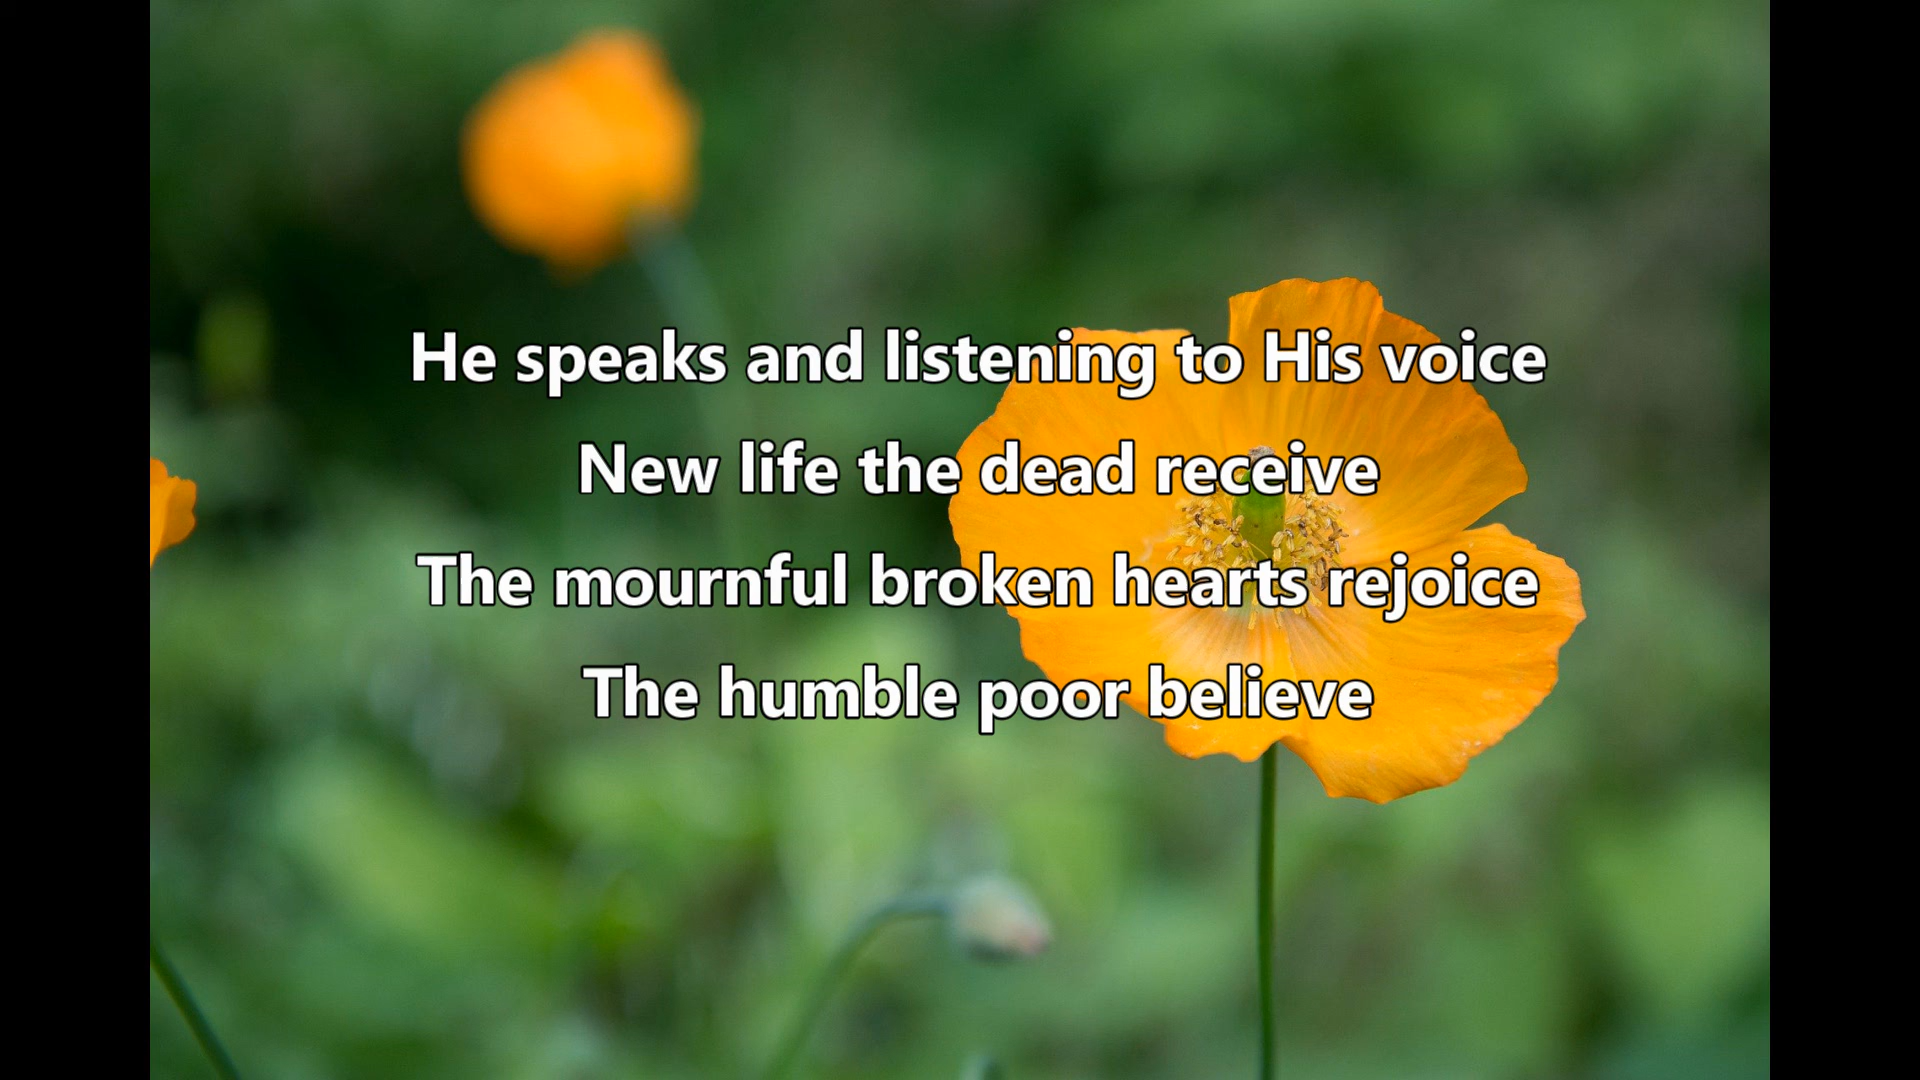 He speaks and listening to His voice
New life the dead receive
The mournful broken hearts rejoice
The humble poor believe